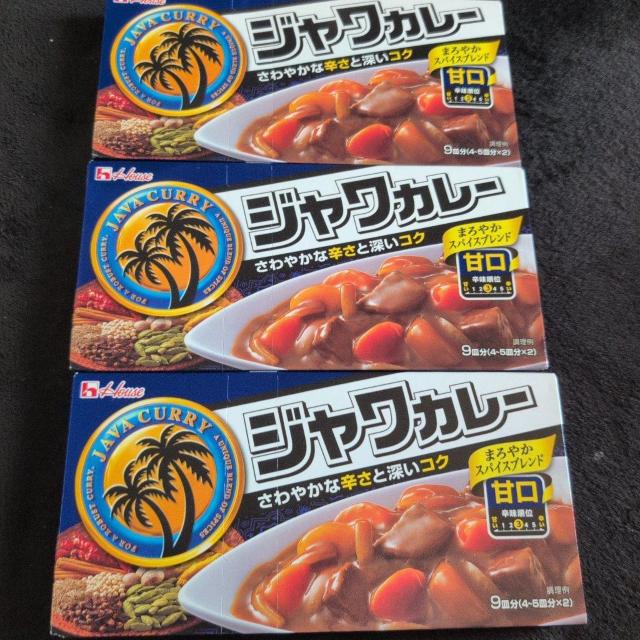 House
JAVA CURRY
A UNIQUE BLEND OF SPICES
FOR A ROBUST CURRY.
ジャワカレー
さわやかな辛さと深いコク
まろやか
スパイスブレンド
甘口
辛味順位
1 2 3 4 5
調理例
9皿分(4~5皿分×2)
House
JAVA CURRY
A UNIQUE BLEND OF SPICES
FOR A ROBUST CURRY.
ジャワカレー
さわやかな辛さと深いコク
まろやか
スパイスブレンド
甘口
辛味順位
甘い 1 2 3 4 5
調理例
9皿分(4~5皿分×2)
House
JAVA CURRY
A UNIQUE BLEND OF SPICES
FOR A ROBUST CURRY.
ジャワカレー
さわやかな辛さと深いコク
まろやか
スパイスブレンド
甘口
辛味順位
甘い 1 2 3 4 5
調理例
9皿分(4~5皿分×2)